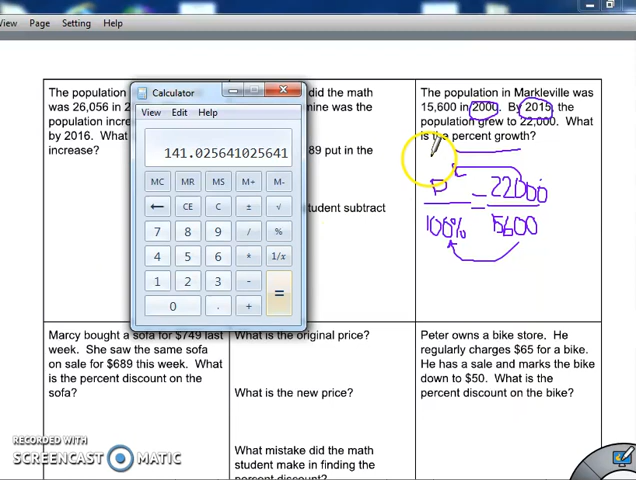 View Page Setting Help
The population
was 26,056 in 2
population incre
by 2016. What
increase?
did the math
mine was the
89 put in the
student subtract
The population in Markleville was
15,600 in 2000. By 2015, the
population grew to 22,000. What
is the percent growth?
P = 22000
100% 15600
Calculator
View Edit Help
141.025641025641
MC MR MS M+ M-
← CE C ± √
7 8 9 / %
4 5 6 * 1/x
1 2 3 - =
0 . +
Marcy bought a sofa for $749 last
week. She saw the same sofa
on sale for $689 this week. What
is the percent discount on the
sofa?
What is the original price?
What is the new price?
What mistake did the math
student make in finding the
percent discount?
Peter owns a bike store. He
regularly charges $65 for a bike.
He has a sale and marks the bike
down to $50. What is the
percent discount on the bike?
RECORDED WITH
SCREENCAST MATIC